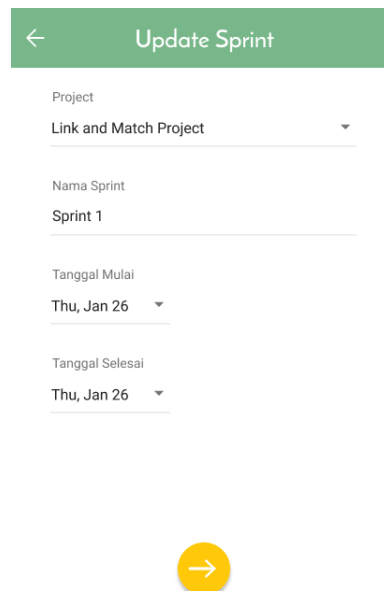 Update Sprint
Project
Link and Match Project
Nama Sprint
Sprint 1
Tanggal Mulai
Thu, Jan 26
Tanggal Selesai
Thu, Jan 26